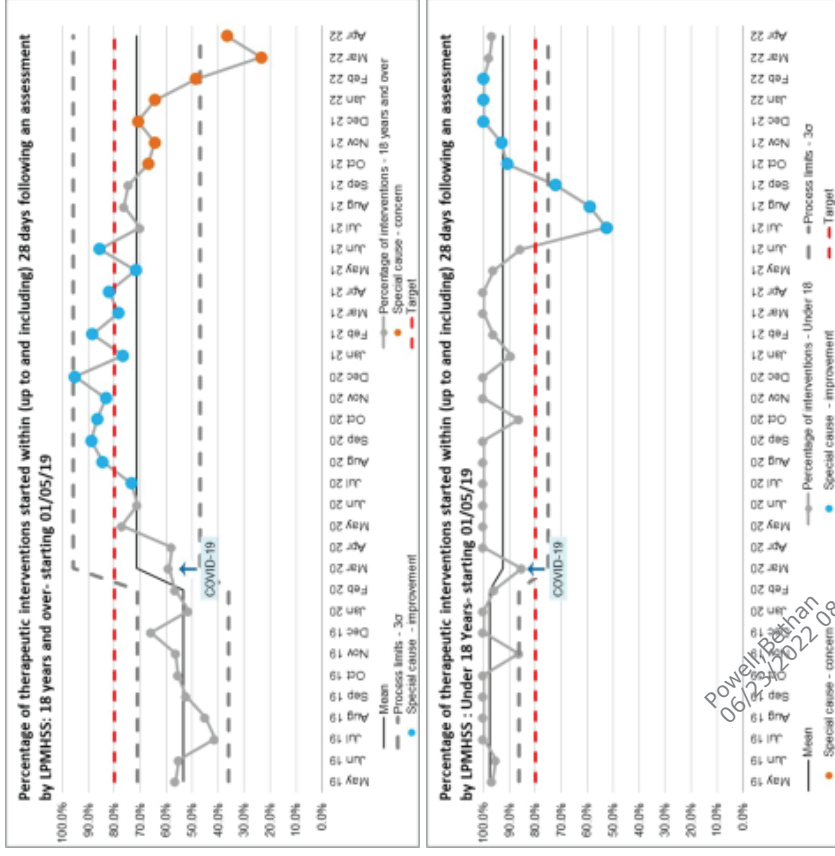 Percentage of therapeutic interventions started within (up to and including) 28 days following an assessment
by LPMHSS: 18 years and over- starting 01/05/19
100.0%
90.0%
80.0%
70.0%
60.0%
50.0%
40.0%
30.0%
20.0%
10.0%
0.0%
COVID-19
May 19
Jun 19
Jul 19
Aug 19
Sep 19
Oct 19
Nov 19
Dec 19
Jan 20
Feb 20
Mar 20
Apr 20
May 20
Jun 20
Jul 20
Aug 20
Sep 20
Oct 20
Nov 20
Dec 20
Jan 21
Feb 21
Mar 21
Apr 21
May 21
Jun 21
Jul 21
Aug 21
Sep 21
Oct 21
Nov 21
Dec 21
Jan 22
Feb 22
Mar 22
Apr 22
Mean
Percentage of interventions - 18 years and over
Process limits - 3σ
Special cause - concern
Special cause - improvement
Target
Percentage of therapeutic interventions started within (up to and including) 28 days following an assessment
by LPMHSS : Under 18 Years- starting 01/05/19
100.0%
90.0%
80.0%
70.0%
60.0%
50.0%
40.0%
30.0%
20.0%
10.0%
0.0%
COVID-19
May 19
Jun 19
Jul 19
Aug 19
Sep 19
Oct 19
Nov 19
Dec 19
Jan 20
Feb 20
Mar 20
Apr 20
May 20
Jun 20
Jul 20
Aug 20
Sep 20
Oct 20
Nov 20
Dec 20
Jan 21
Feb 21
Mar 21
Apr 21
May 21
Jun 21
Jul 21
Aug 21
Sep 21
Oct 21
Nov 21
Dec 21
Jan 22
Feb 22
Mar 22
Apr 22
Mean
Percentage of interventions - Under 18
Process limits - 3σ
Special cause - concern
Special cause - improvement
Target
Powell,Bethan
06/23/2022 08